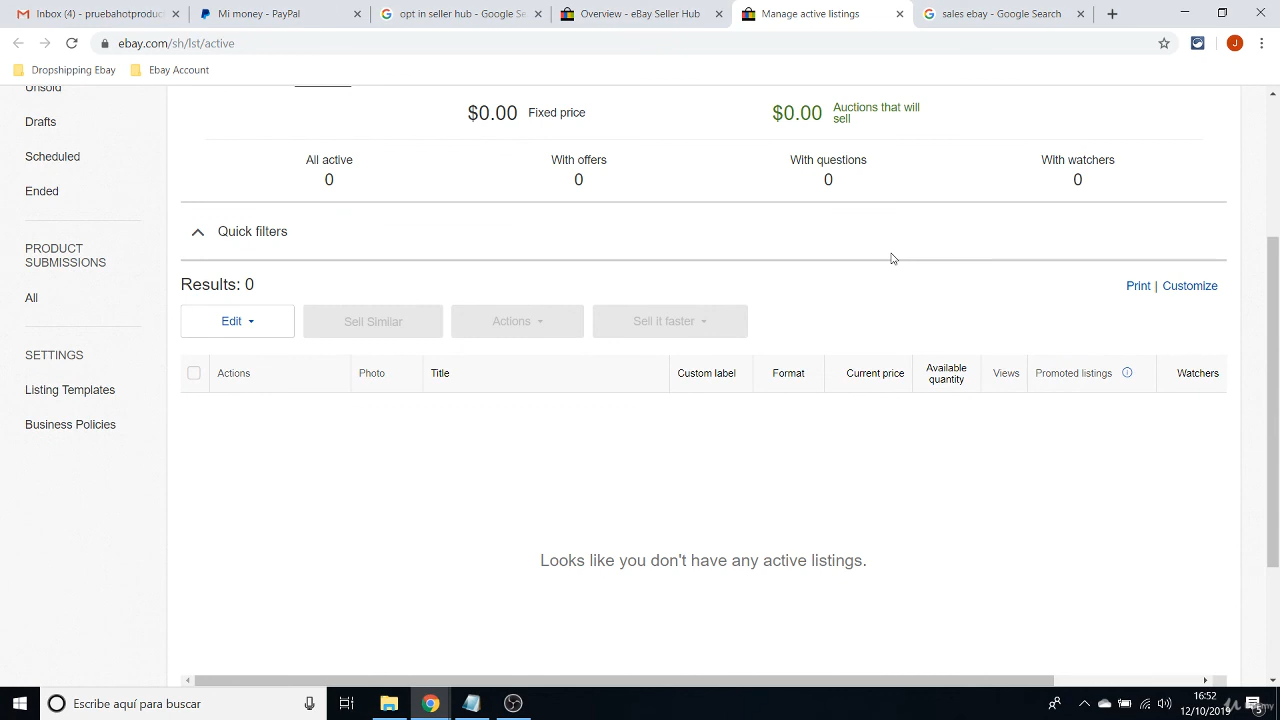 Inbox (4) - pruebahotproduc
Mi money - PayPal
opt in seller hub - Google Se
Overview - eBay Seller Hub
Manage active listings
sales ebay - Google Search
ebay.com/sh/lst/active
J
Dropshipping Ebay
Ebay Account
Unsold
Drafts
Scheduled
Ended
PRODUCT
SUBMISSIONS
All
SETTINGS
Listing Templates
Business Policies
$0.00 Fixed price
$0.00 Auctions that will
sell
All active
0
With offers
0
With questions
0
With watchers
0
Quick filters
Results: 0
Print | Customize
Edit
Sell Similar
Actions
Sell it faster
Actions
Photo
Title
Custom label
Format
Current price
Available
quantity
Views
Promoted listings
Watchers
Looks like you don't have any active listings.
Escribe aquí para buscar
16:52
12/10/2019
5